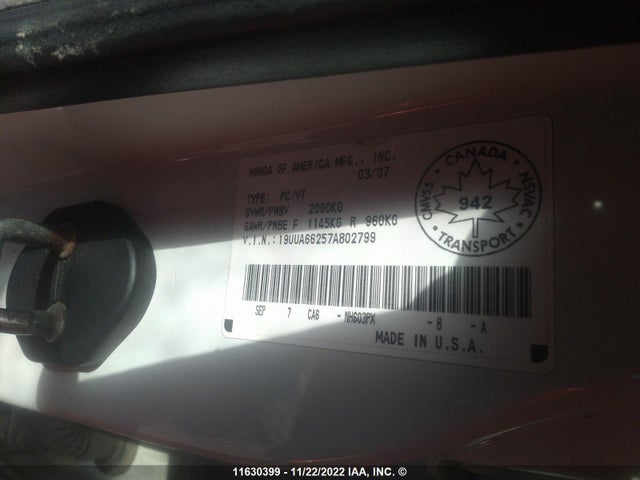 HONDA OF AMERICA MFG., INC.
03/07
TYPE: PC/VT
GVWR/PNBV 2090KG
GAWR/PNBE F 1145KG R 960KG
V.I.N.: 19UUA66257A802799
CANADA
CMVSS 942 NSVAC
TRANSPORT
SEP 7 CA6 - NH603PX - B - A
MADE IN U.S.A.
11630399 - 11/22/2022 IAA, INC. ©